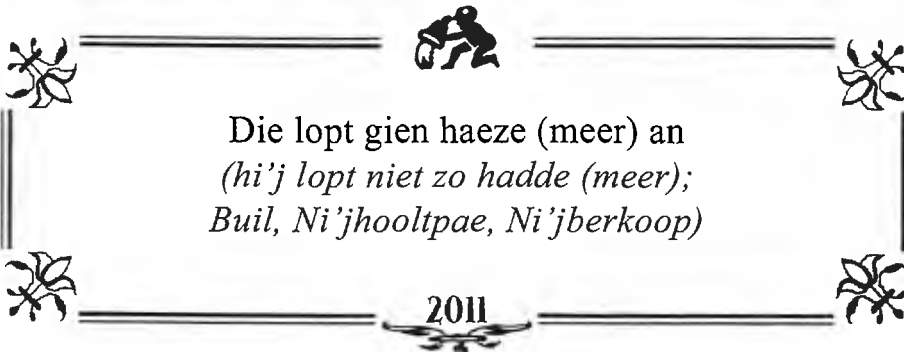 Die lopt gien haeze (meer) an
(hi'j lopt niet zo hadde (meer);
Buil, Ni'jhooltpae, Ni'jberkoop)
2011